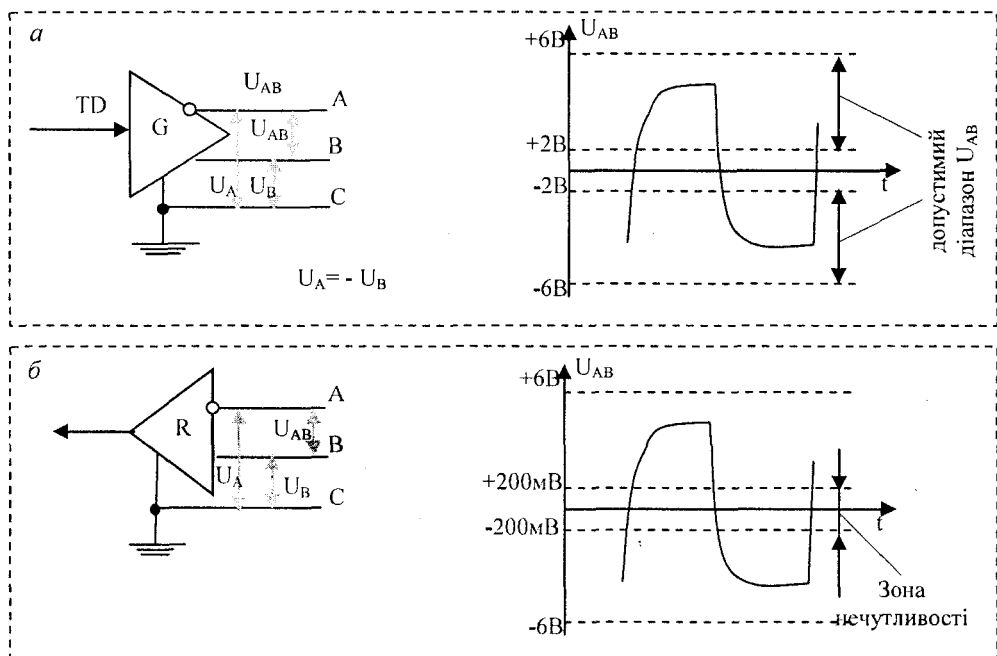 а
TD
G
U_AB
A
U_AB
B
U_A
U_B
C
U_A= - U_B
+6В
U_AB
+2В
-2В
-6В
t
допустимий
діапазон U_AB
б
R
A
U_AB
B
U_A
U_B
C
+6В
U_AB
+200мВ
-200мВ
-6В
t
Зона
нечутливості